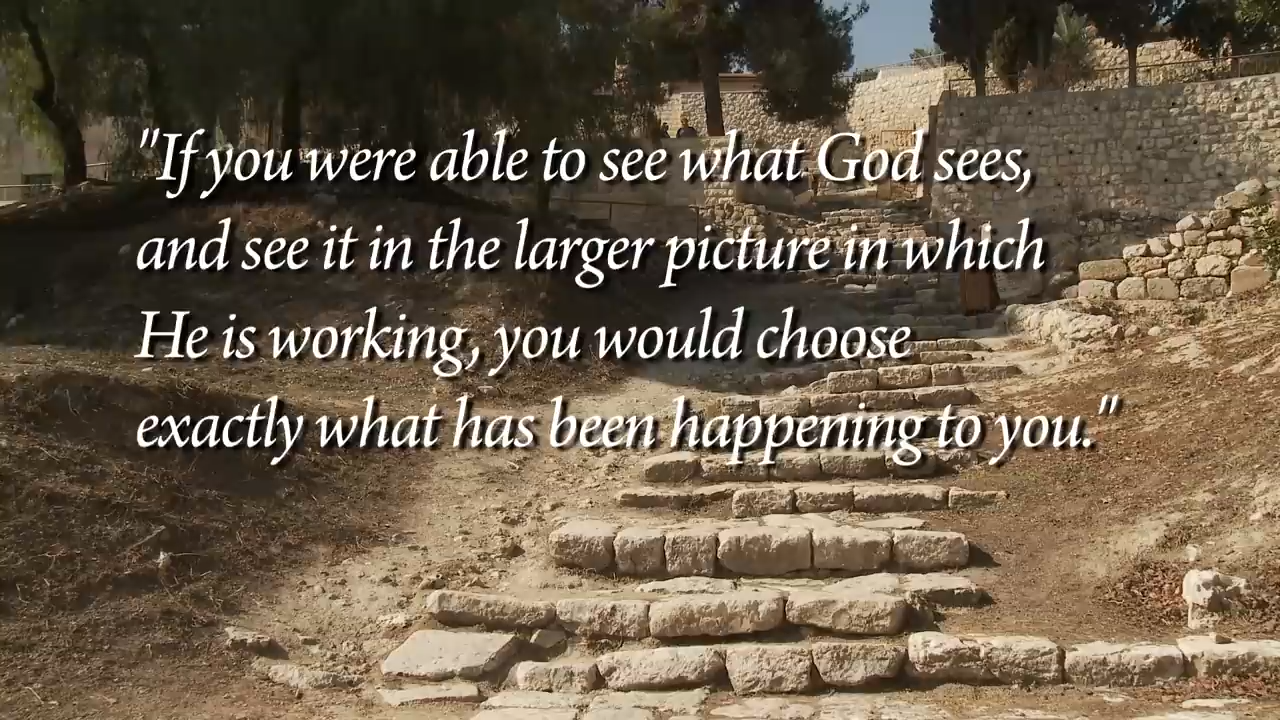 "If you were able to see what God sees,
and see it in the larger picture in which
He is working, you would choose
exactly what has been happening to you."